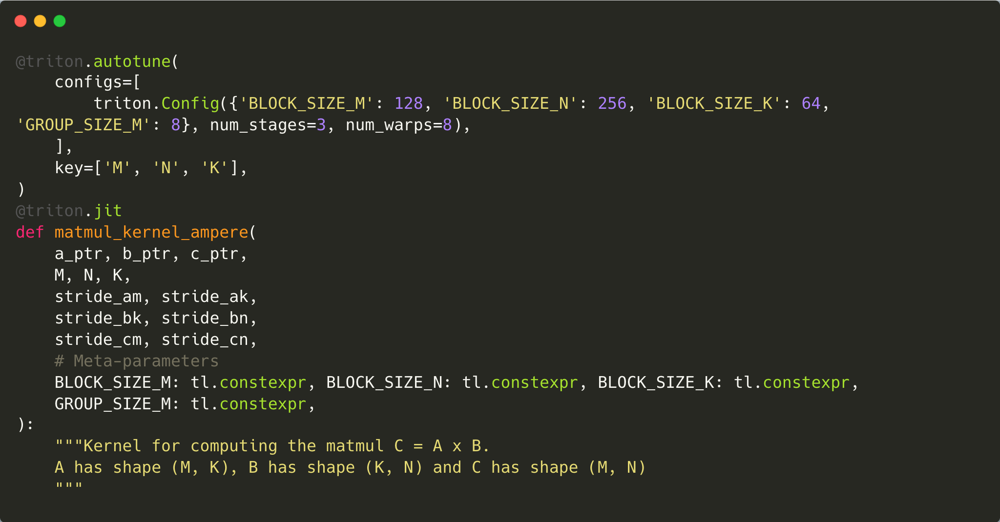 @triton.autotune(
    configs=[
        triton.Config({'BLOCK_SIZE_M': 128, 'BLOCK_SIZE_N': 256, 'BLOCK_SIZE_K': 64,
'GROUP_SIZE_M': 8}, num_stages=3, num_warps=8),
    ],
    key=['M', 'N', 'K'],
)
@triton.jit
def matmul_kernel_ampere(
    a_ptr, b_ptr, c_ptr,
    M, N, K,
    stride_am, stride_ak,
    stride_bk, stride_bn,
    stride_cm, stride_cn,
    # Meta-parameters
    BLOCK_SIZE_M: tl.constexpr, BLOCK_SIZE_N: tl.constexpr, BLOCK_SIZE_K: tl.constexpr,
    GROUP_SIZE_M: tl.constexpr,
):
    """Kernel for computing the matmul C = A x B.
    A has shape (M, K), B has shape (K, N) and C has shape (M, N)
    """